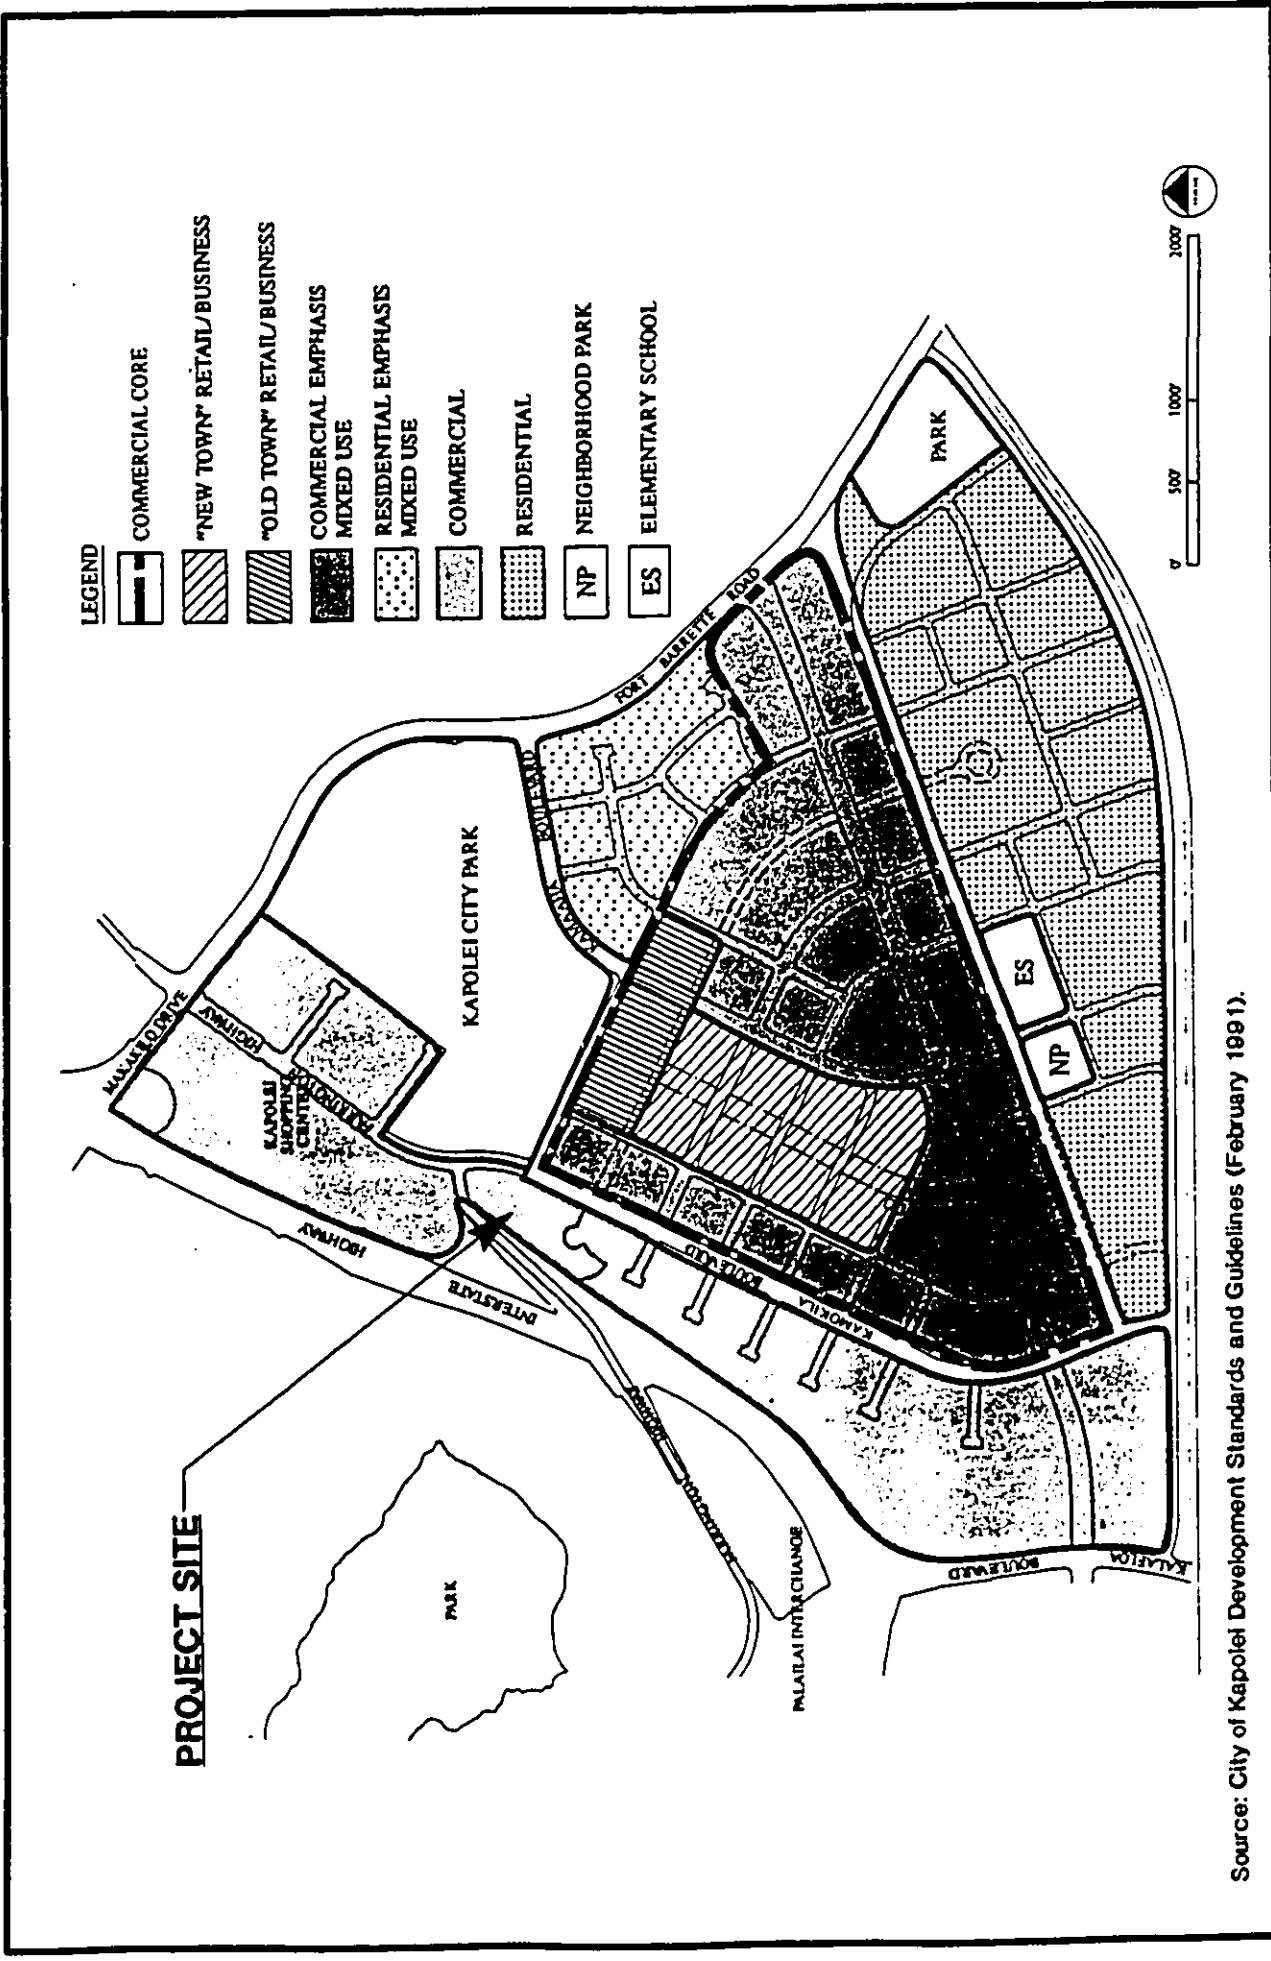 PROJECT SITE
LEGEND
COMMERCIAL CORE
"NEW TOWN" RETAIL/BUSINESS
"OLD TOWN" RETAIL/BUSINESS
COMMERCIAL EMPHASIS
MIXED USE
RESIDENTIAL EMPHASIS
MIXED USE
COMMERCIAL
RESIDENTIAL
NP NEIGHBORHOOD PARK
ES ELEMENTARY SCHOOL
MAKAKILO DRIVE
HIGHWAY
KAPOLEI
SHOPPING
CENTER
INTERSTATE
HIGHWAY
KAPOLEI CITY PARK
KAMAAHA
BOULEVARD
FORT BARRETTE ROAD
PARK
PARK
KAMOKILA
BOULEVARD
PALAILAI INTERCHANGE
NP
ES
KALAELOA
BOULEVARD
0' 500' 1000' 2000'
Source: City of Kapolei Development Standards and Guidelines (February 1991).